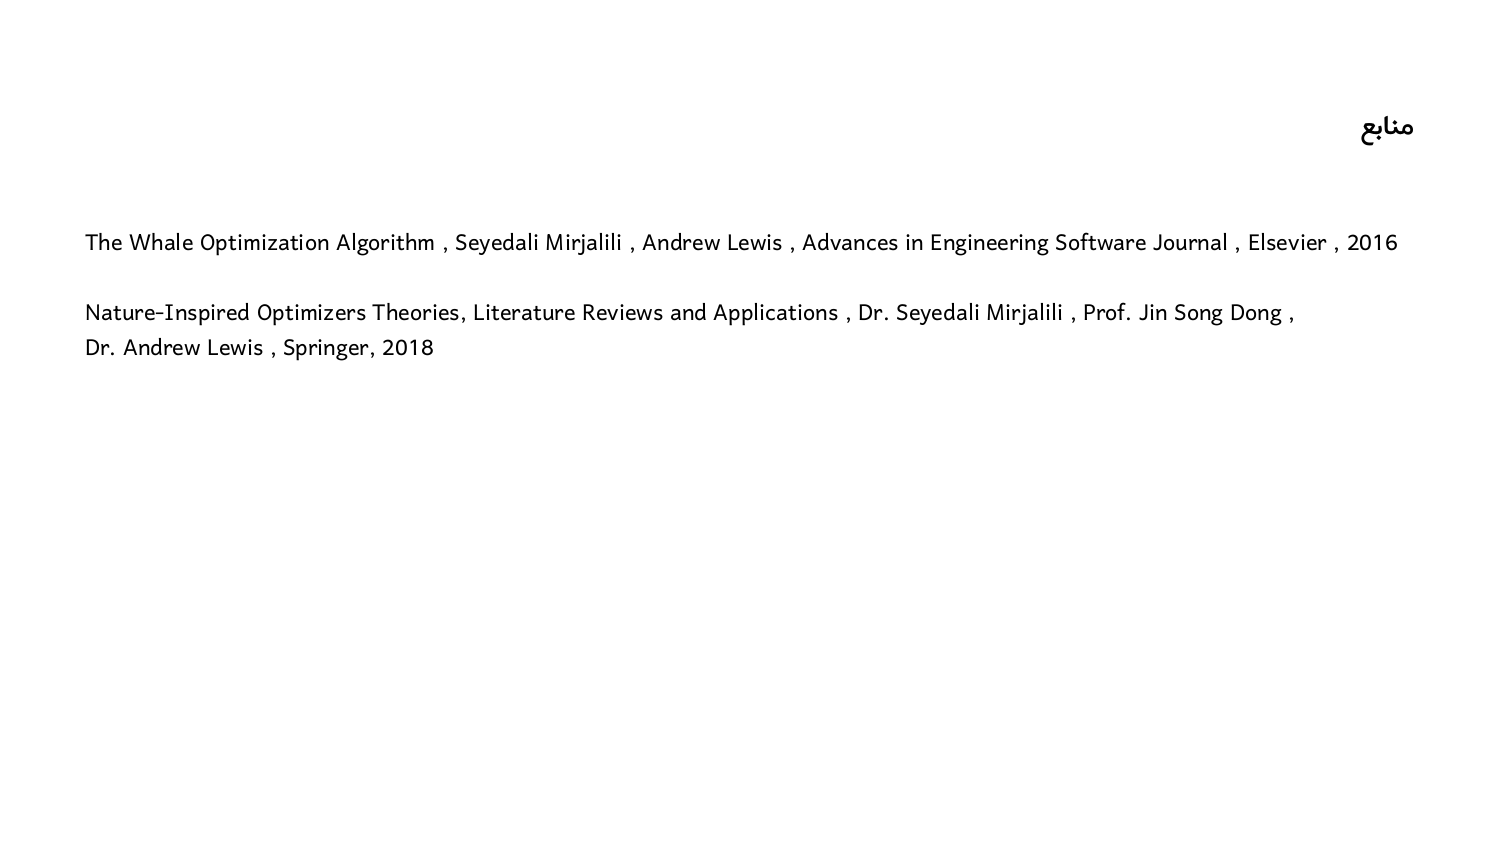 منابع
The Whale Optimization Algorithm , Seyedali Mirjalili , Andrew Lewis , Advances in Engineering Software Journal , Elsevier , 2016
Nature-Inspired Optimizers Theories, Literature Reviews and Applications , Dr. Seyedali Mirjalili , Prof. Jin Song Dong ,
Dr. Andrew Lewis , Springer, 2018